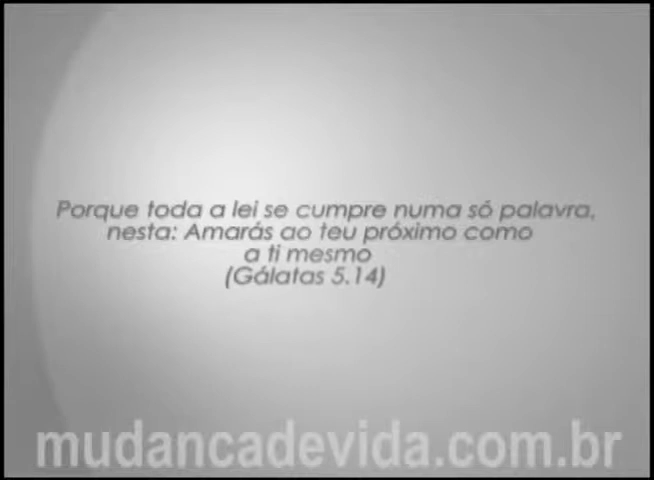 Porque toda a lei se cumpre numa só palavra,
nesta: Amarás ao teu próximo como
a ti mesmo
(Gálatas 5.14)
mudancadevida.com.br